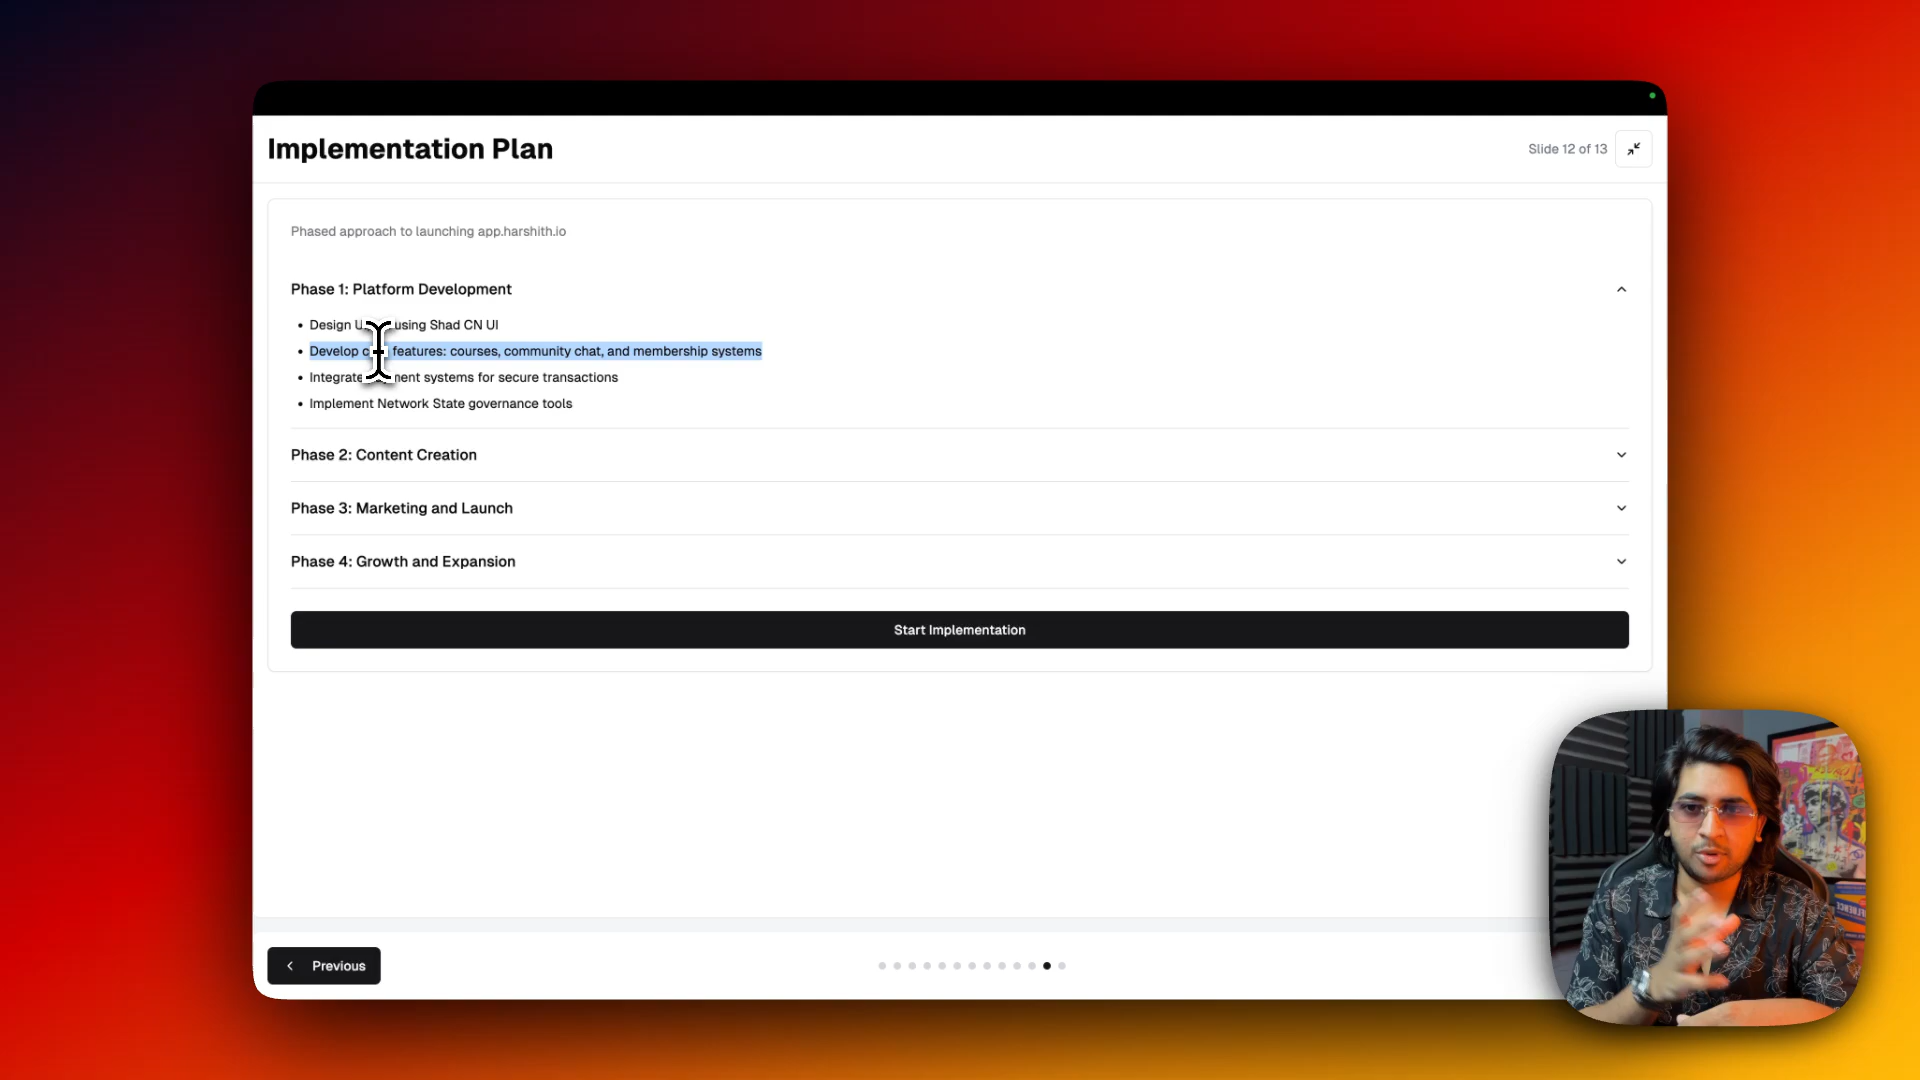 Implementation Plan
Slide 12 of 13
Phased approach to launching app.harshith.io
Phase 1: Platform Development
• Design using Shad CN UI
• Develop features: courses, community chat, and membership systems
• Integrate systems for secure transactions
• Implement Network State governance tools
Phase 2: Content Creation
Phase 3: Marketing and Launch
Phase 4: Growth and Expansion
Start Implementation
Previous